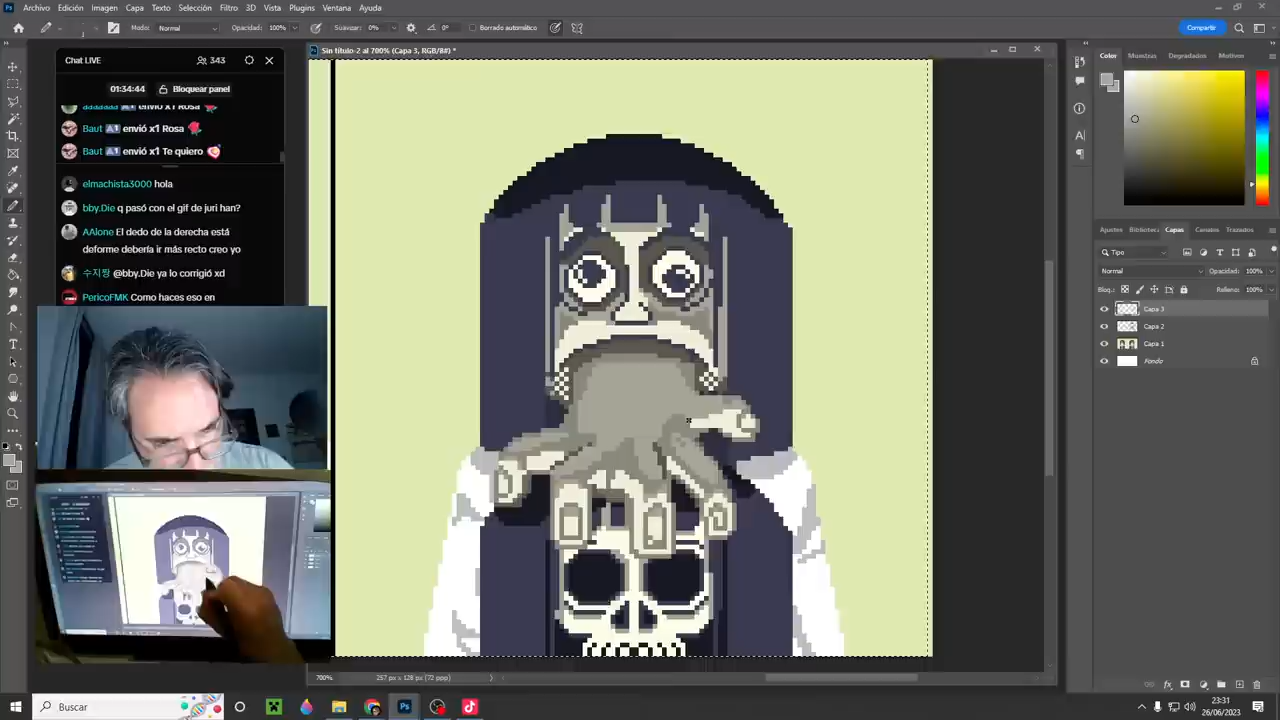 Archivo Edición Imagen Capa Texto Selección Filtro 3D Vista Plugins Ventana Ayuda
Modo: Normal Opacidad: 100% Suavizar: 0% 0° Borrado automático Compartir
Sin título-2 al 700% (Capa 3, RGB/8#) *
Chat LIVE 343
01:34:44 Bloquear panel
aaaaaaa A1 envió x1 Rosa
Baut A1 envió x1 Rosa
Baut A1 envió x1 Te quiero
elmachista3000 hola
bby.Die q pasó con el gif de juri han?
AAlone El dedo de la derecha está
deforme debería ir más recto creo yo
수지짱 @bby.Die ya lo corrigió xd
PericoFMK Como haces eso en
Color Muestras Degradados Motivos
Ajustes Bibliotecas Capas Canales Trazados
Tipo
Normal Opacidad: 100%
Bloq.: Relleno: 100%
Capa 3
Capa 2
Capa 1
Fondo
700% 257 px x 128 px (72 ppp)
Buscar
23:31
26/06/2023